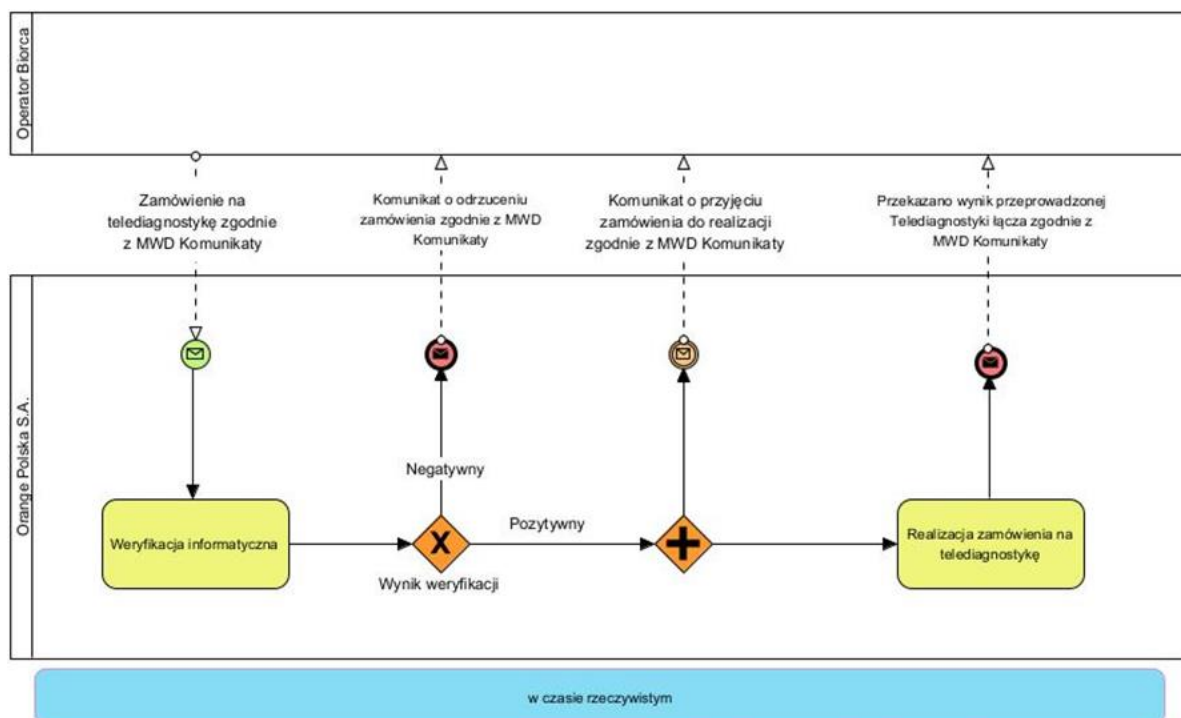 Operator Biorca
Zamówienie na
telediagnostykę zgodnie
z MWD Komunikaty
Komunikat o odrzuceniu
zamówienia zgodnie z MWD
Komunikaty
Komunikat o przyjęciu
zamówienia do realizacji
zgodnie z MWD Komunikaty
Przekazano wynik przeprowadzonej
Telediagnostyki łącza zgodnie z
MWD Komunikaty
Orange Polska S.A.
Negatywny
Pozytywny
Weryfikacja informatyczna
X
Wynik weryfikacji
Realizacja zamówienia na
telediagnostykę
w czasie rzeczywistym